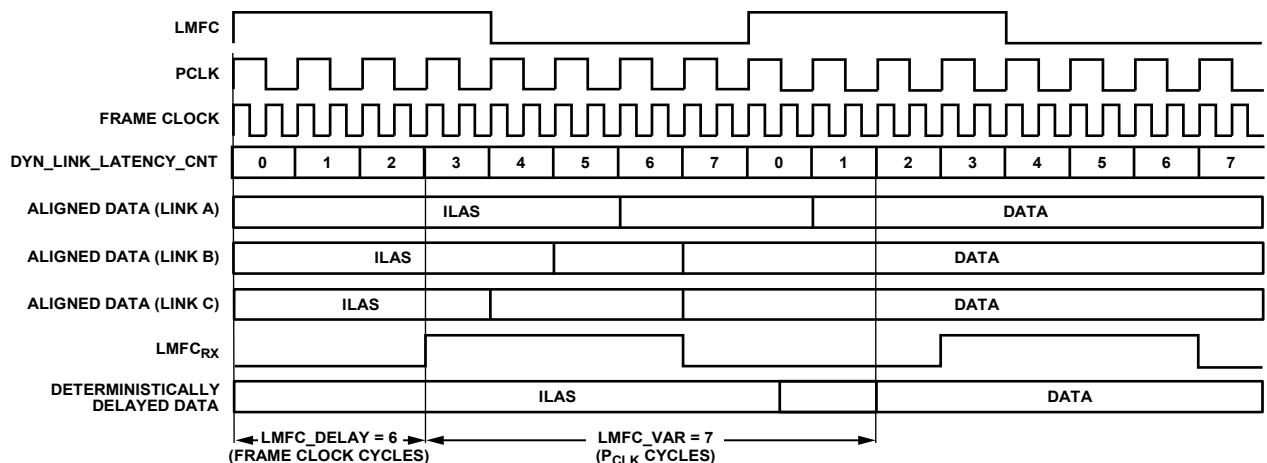 LMFC
PCLK
FRAME CLOCK
DYN_LINK_LATENCY_CNT 0 1 2 3 4 5 6 7 0 1 2 3 4 5 6 7
ALIGNED DATA (LINK A) ILAS DATA
ALIGNED DATA (LINK B) ILAS DATA
ALIGNED DATA (LINK C) ILAS DATA
LMFCRX
DETERMINISTICALLY
DELAYED DATA ILAS DATA
LMFC_DELAY = 6 LMFC_VAR = 7
(FRAME CLOCK CYCLES) (PCLK CYCLES)